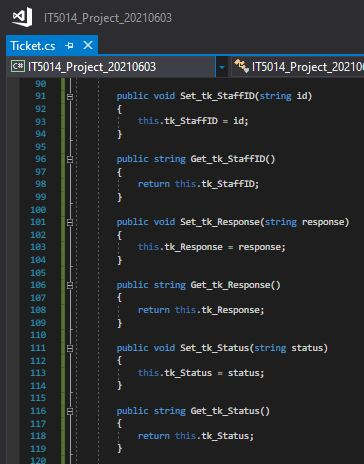 IT5014_Project_20210603
Ticket.cs
C# IT5014_Project_20210603 IT5014_Project_202106
90
91 public void Set_tk_StaffID(string id)
92 {
93 this.tk_StaffID = id;
94 }
95
96 public string Get_tk_StaffID()
97 {
98 return this.tk_StaffID;
99 }
100
101 public void Set_tk_Response(string response)
102 {
103 this.tk_Response = response;
104 }
105
106 public string Get_tk_Response()
107 {
108 return this.tk_Response;
109 }
110
111 public void Set_tk_Status(string status)
112 {
113 this.tk_Status = status;
114 }
115
116 public string Get_tk_Status()
117 {
118 return this.tk_Status;
119 }
120